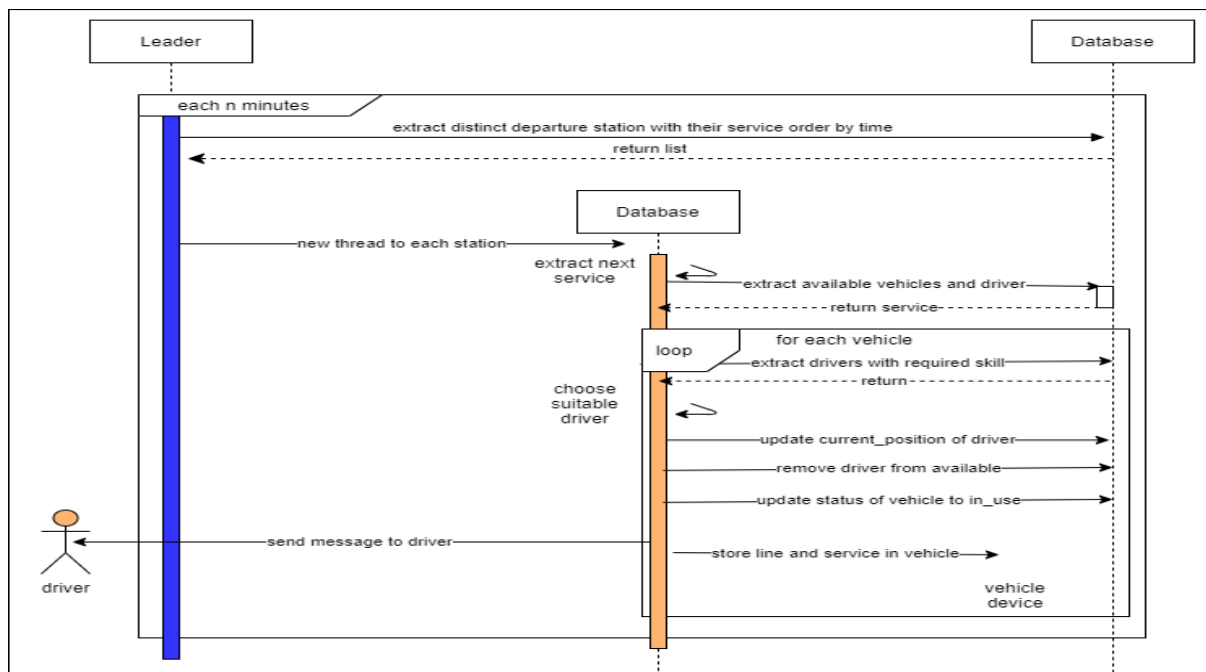 Leader
Database
each n minutes
extract distinct departure station with their service order by time
return list
Database
new thread to each station
extract next
service
extract available vehicles and driver
return service
for each vehicle
loop
extract drivers with required skill
return
choose
suitable
driver
update current_position of driver
remove driver from available
update status of vehicle to in_use
send message to driver
store line and service in vehicle
driver
vehicle
device